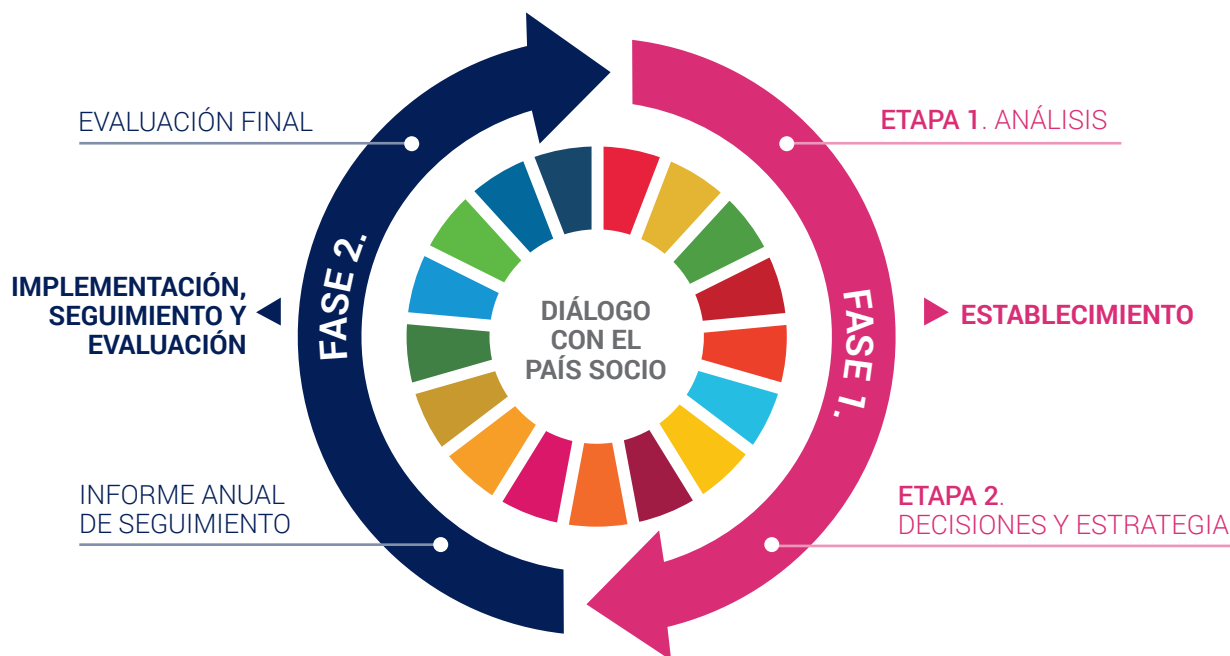 EVALUACIÓN FINAL
ETAPA 1. ANÁLISIS
FASE 2.
IMPLEMENTACIÓN,
SEGUIMIENTO Y
EVALUACIÓN
DIÁLOGO
CON EL
PAÍS SOCIO
FASE 1.
ESTABLECIMIENTO
INFORME ANUAL
DE SEGUIMIENTO
ETAPA 2.
DECISIONES Y ESTRATEGIA